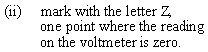 (ii) mark with the letter Z,
one point where the reading
on the voltmeter is zero.